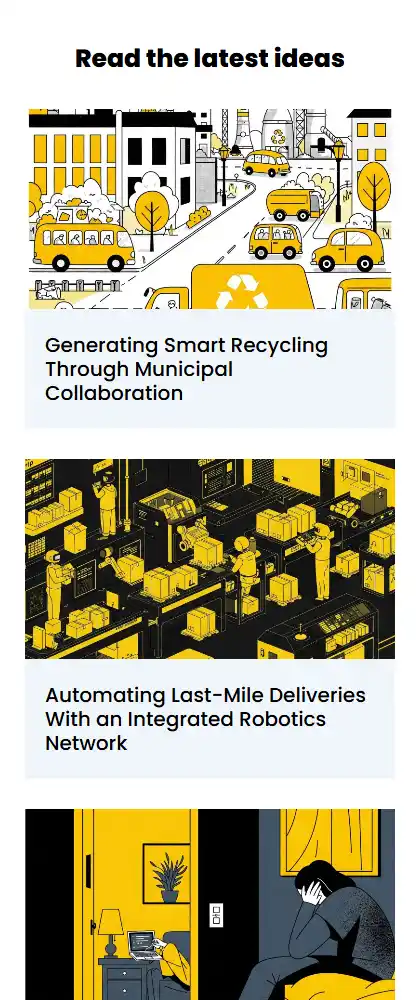 Read the latest ideas
Generating Smart Recycling
Through Municipal
Collaboration
Automating Last-Mile Deliveries
With an Integrated Robotics
Network